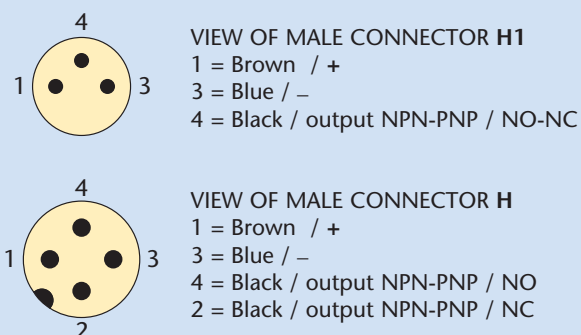 4
VIEW OF MALE CONNECTOR H1
1 = Brown / +
1 3
3 = Blue / –
4 = Black / output NPN-PNP / NO-NC
4
VIEW OF MALE CONNECTOR H
1 = Brown / +
1 3
3 = Blue / –
4 = Black / output NPN-PNP / NO
2 = Black / output NPN-PNP / NC
2